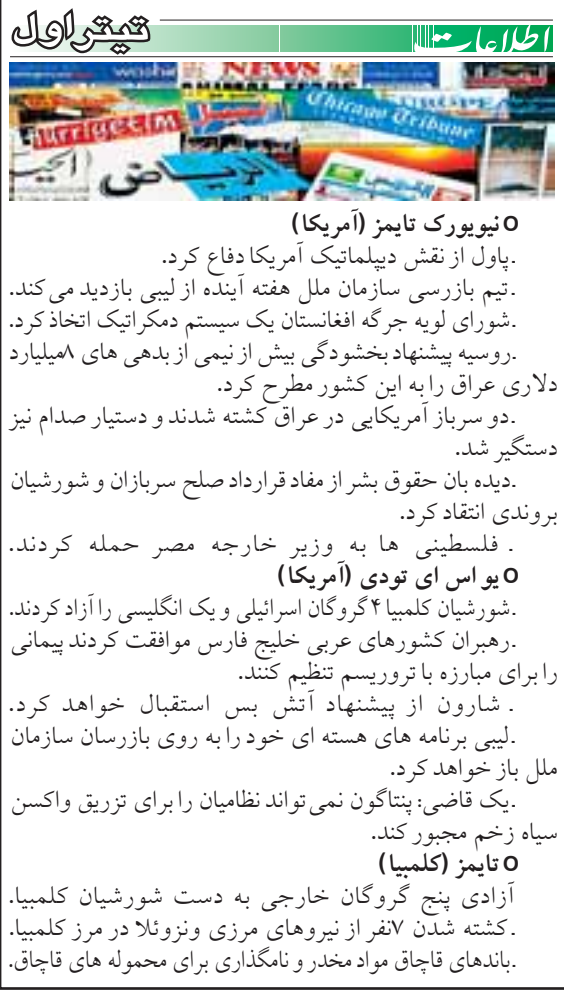 تیتر اول
اطلاعات
NEWS
Chicago Tribune
الرياض
o نیویورک تایمز (آمریکا)
.پاول از نقش دیپلماتیک آمریکا دفاع کرد.
.تیم بازرسی سازمان ملل هفته آینده از لیبی بازدید می کند.
.شورای لویه جرگه افغانستان یک سیستم دمکراتیک اتخاذ کرد.
.روسیه پیشنهاد بخشودگی بیش از نیمی از بدهی های ۸میلیارد
دلاری عراق را به این کشور مطرح کرد.
.دو سرباز آمریکایی در عراق کشته شدند و دستیار صدام نیز
دستگیر شد.
.دیده بان حقوق بشر از مفاد قرارداد صلح سربازان و شورشیان
بروندی انتقاد کرد.
. فلسطینی ها به وزیر خارجه مصر حمله کردند.
o یو اس ای تودی (آمریکا)
.شورشیان کلمبیا ۴ گروگان اسرائیلی و یک انگلیسی را آزاد کردند.
.رهبران کشورهای عربی خلیج فارس موافقت کردند پیمانی
را برای مبارزه با تروریسم تنظیم کنند.
. شارون از پیشنهاد آتش بس استقبال خواهد کرد.
.لیبی برنامه های هسته ای خود را به روی بازرسان سازمان
ملل باز خواهد کرد.
.یک قاضی: پنتاگون نمی تواند نظامیان را برای تزریق واکسن
سیاه زخم مجبور کند.
o تایمز (کلمبیا)
آزادی پنج گروگان خارجی به دست شورشیان کلمبیا.
.کشته شدن ۷نفر از نیروهای مرزی ونزوئلا در مرز کلمبیا.
.باندهای قاچاق مواد مخدر و نامگذاری برای محموله های قاچاق.